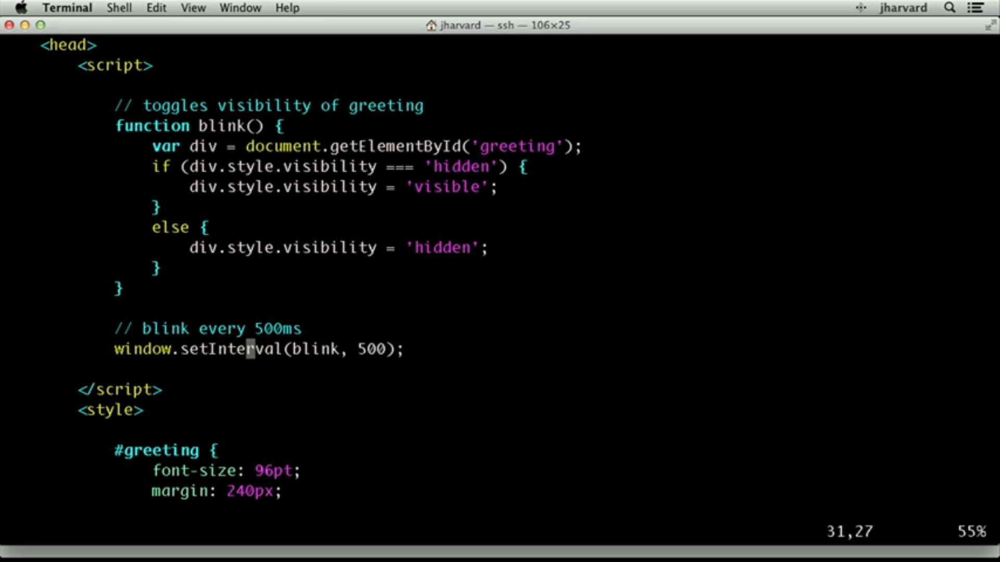 Terminal Shell Edit View Window Help jharvard
jharvard — ssh — 106×25
<head>
<script>
// toggles visibility of greeting
function blink() {
var div = document.getElementById('greeting');
if (div.style.visibility === 'hidden') {
div.style.visibility = 'visible';
}
else {
div.style.visibility = 'hidden';
}
}
// blink every 500ms
window.setInterval(blink, 500);
</script>
<style>
#greeting {
font-size: 96pt;
margin: 240px;
31,27 55%